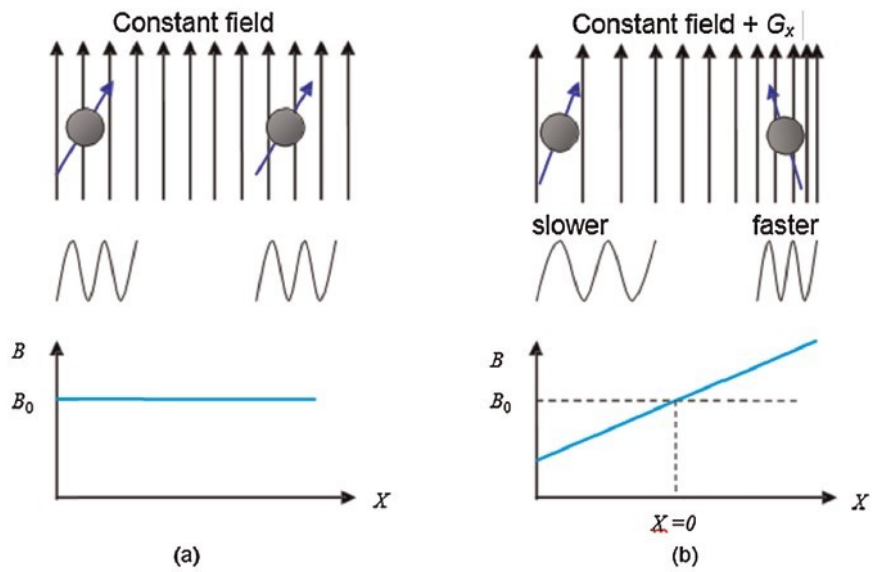 Constant field
Constant field + Gₓ
slower
faster
B
B₀
X
(a)
B
B₀
X
X=0
(b)